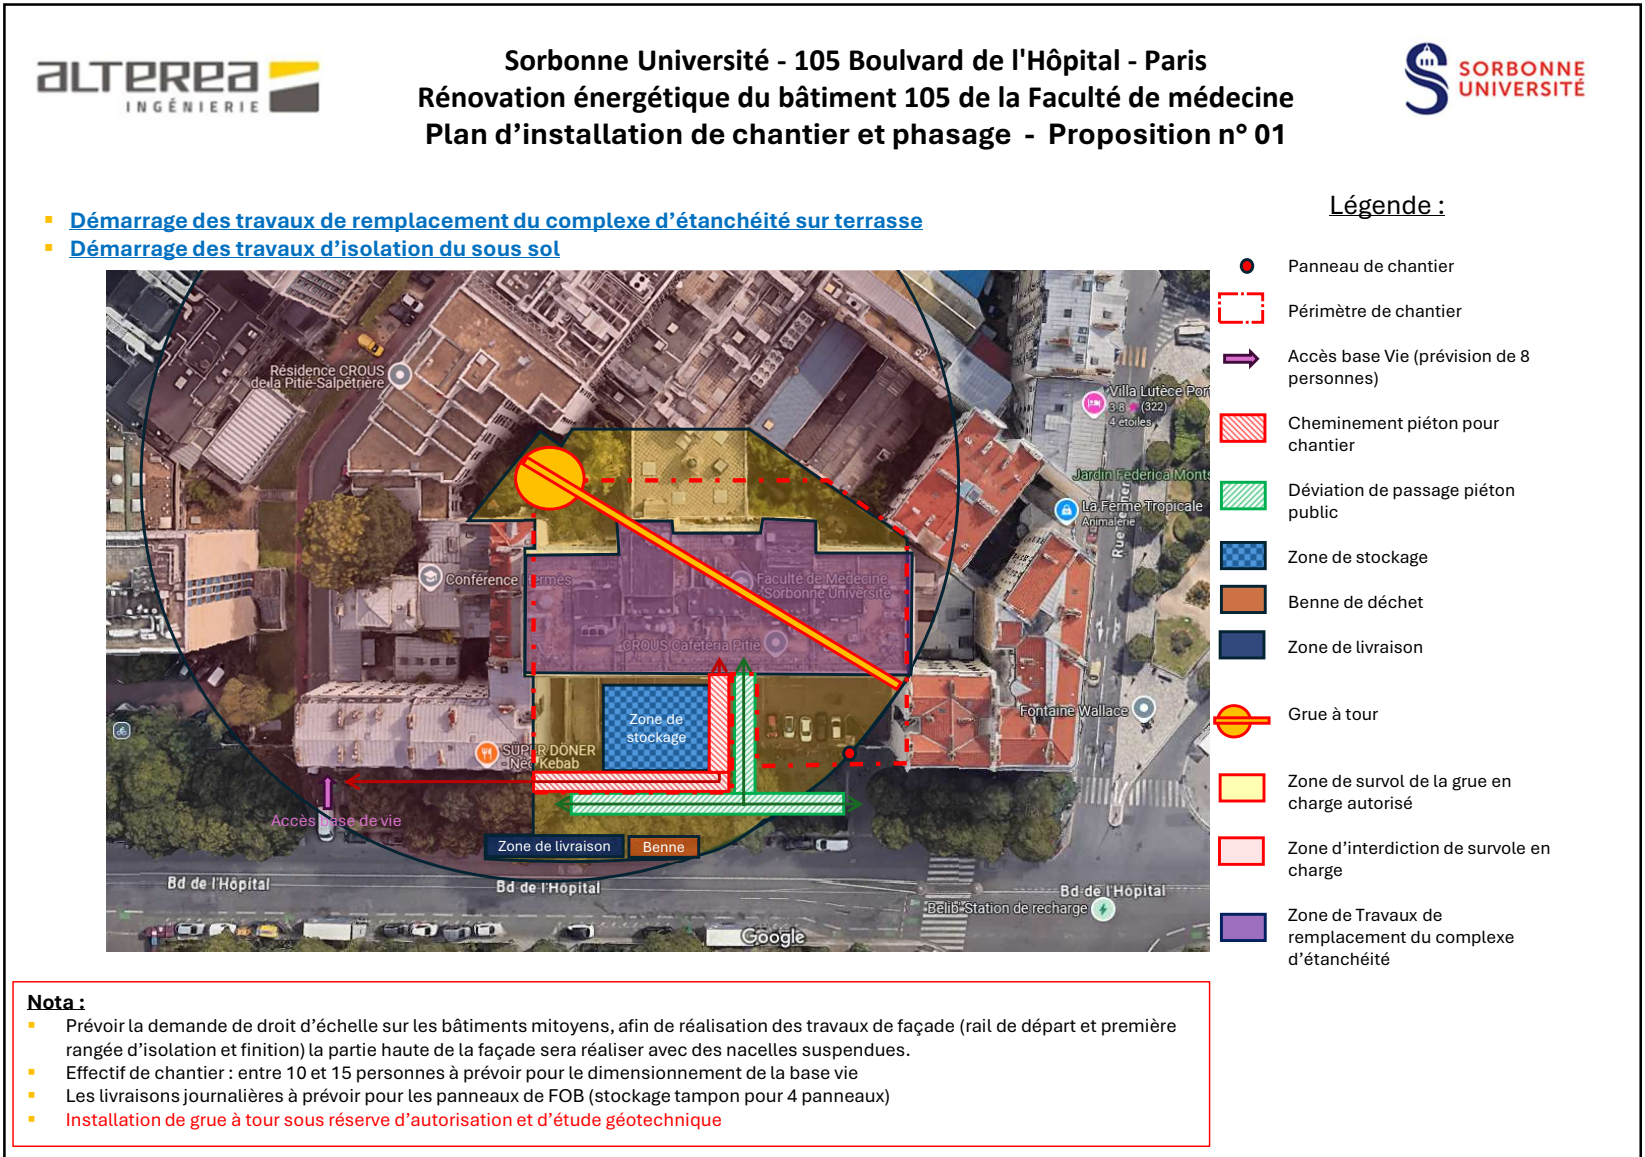 ALTEREA
INGÉNIERIE
Sorbonne Université - 105 Boulvard de l'Hôpital - Paris
Rénovation énergétique du bâtiment 105 de la Faculté de médecine
Plan d’installation de chantier et phasage - Proposition n° 01
SORBONNE
UNIVERSITÉ
Démarrage des travaux de remplacement du complexe d’étanchéité sur terrasse
Démarrage des travaux d’isolation du sous sol
Résidence CROUS
de la Pitié-Salpêtrière
Villa Lutèce Port
3.8 (322)
4 étoiles
Jardin Federica Monts
La Ferme Tropicale
Animalerie
Conférence Hermès
Faculté de Médecine
- Sorbonne Université
CROUS Cafétéria Pitié
Zone de
stockage
Fontaine Wallace
SUPER DÖNER
- Néo Kebab
Accès base de vie
Zone de livraison
Benne
Bd de l'Hôpital
Bd de l'Hôpital
Bd de l'Hôpital
Belib' Station de recharge
Google
Légende :
Panneau de chantier
Périmètre de chantier
Accès base Vie (prévision de 8
personnes)
Cheminement piéton pour
chantier
Déviation de passage piéton
public
Zone de stockage
Benne de déchet
Zone de livraison
Grue à tour
Zone de survol de la grue en
charge autorisé
Zone d’interdiction de survole en
charge
Zone de Travaux de
remplacement du complexe
d’étanchéité
Nota :
Prévoir la demande de droit d’échelle sur les bâtiments mitoyens, afin de réalisation des travaux de façade (rail de départ et première
rangée d’isolation et finition) la partie haute de la façade sera réaliser avec des nacelles suspendues.
Effectif de chantier : entre 10 et 15 personnes à prévoir pour le dimensionnement de la base vie
Les livraisons journalières à prévoir pour les panneaux de FOB (stockage tampon pour 4 panneaux)
Installation de grue à tour sous réserve d’autorisation et d’étude géotechnique